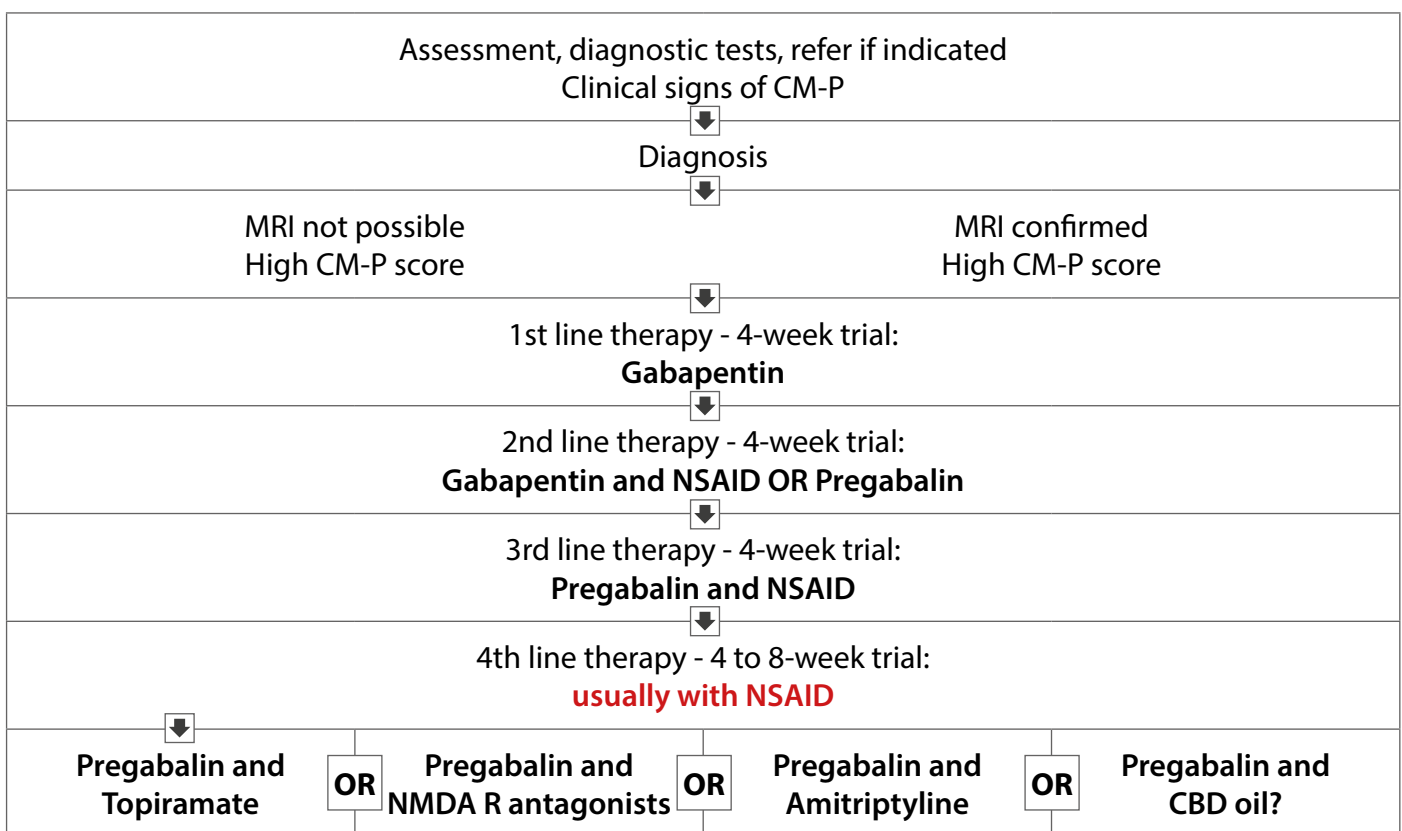 Assessment, diagnostic tests, refer if indicated
Clinical signs of CM-P
Diagnosis
MRI not possible
High CM-P score
MRI confirmed
High CM-P score
1st line therapy - 4-week trial:
Gabapentin
2nd line therapy - 4-week trial:
Gabapentin and NSAID OR Pregabalin
3rd line therapy - 4-week trial:
Pregabalin and NSAID
4th line therapy - 4 to 8-week trial:
usually with NSAID
Pregabalin and
Topiramate
OR
Pregabalin and
NMDA R antagonists
OR
Pregabalin and
Amitriptyline
OR
Pregabalin and
CBD oil?